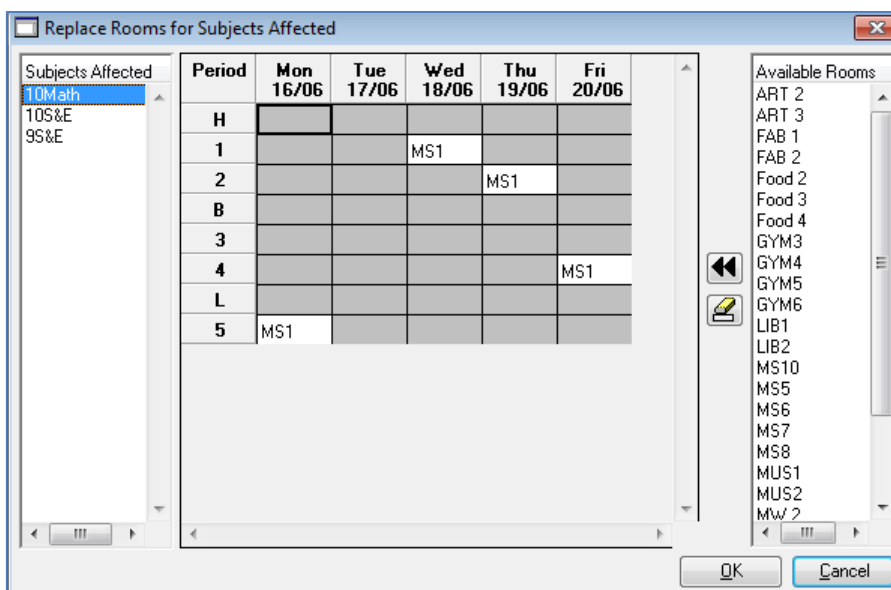 Replace Rooms for Subjects Affected
Subjects Affected
10Math
10S&E
9S&E
Period Mon 16/06 Tue 17/06 Wed 18/06 Thu 19/06 Fri 20/06
H
1 MS1
2 MS1
B
3
4 MS1
L
5 MS1
Available Rooms
ART 2
ART 3
FAB 1
FAB 2
Food 2
Food 3
Food 4
GYM3
GYM4
GYM5
GYM6
LIB1
LIB2
MS10
MS5
MS6
MS7
MS8
MUS1
MUS2
MW 2
OK Cancel